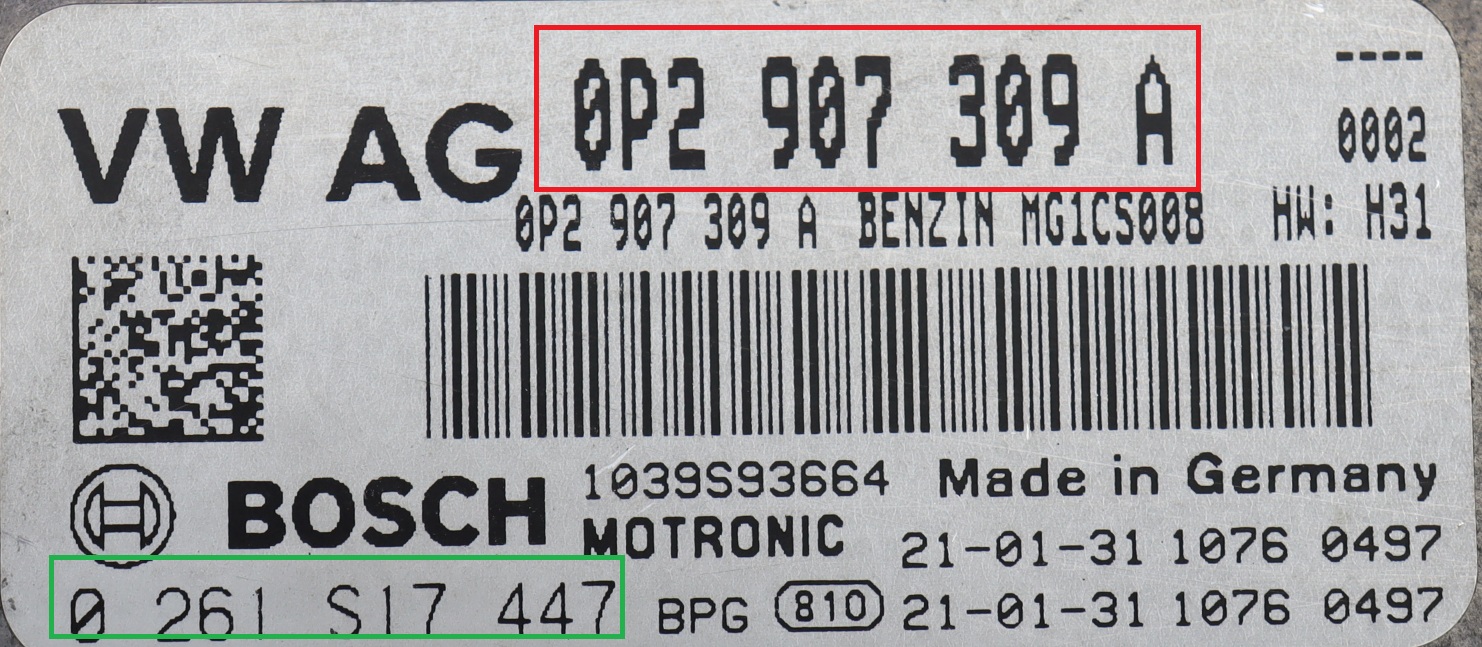 VW AG 0P2 907 309 A ----
0002
0P2 907 309 A BENZIN MG1CS008 HW: H31
BOSCH 1039S93664 Made in Germany
MOTRONIC 21-01-31 1076 0497
0 261 S17 447 BPG 810 21-01-31 1076 0497